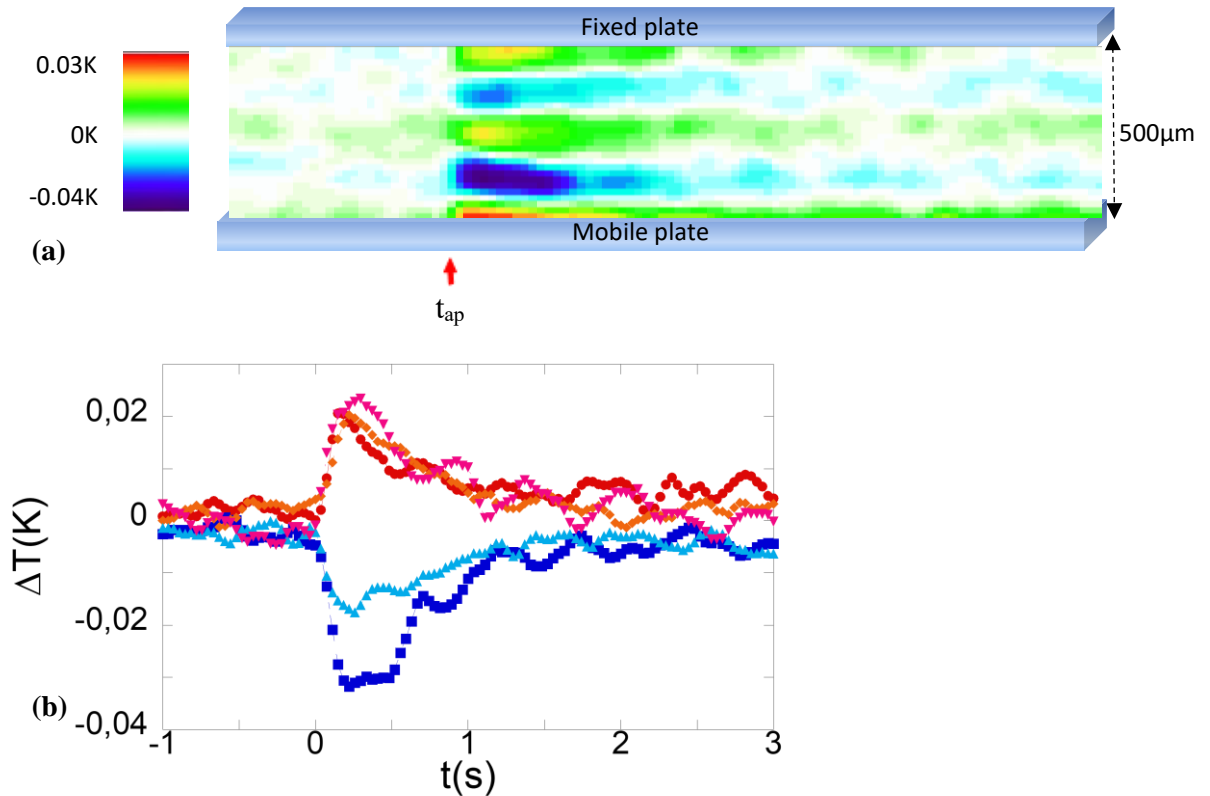 Fixed plate
0.03K
0K
-0.04K
500μm
Mobile plate
(a)
t_ap
0,02
0
-0,02
-0,04
ΔT(K)
(b)
-1 0 1 2 3
t(s)